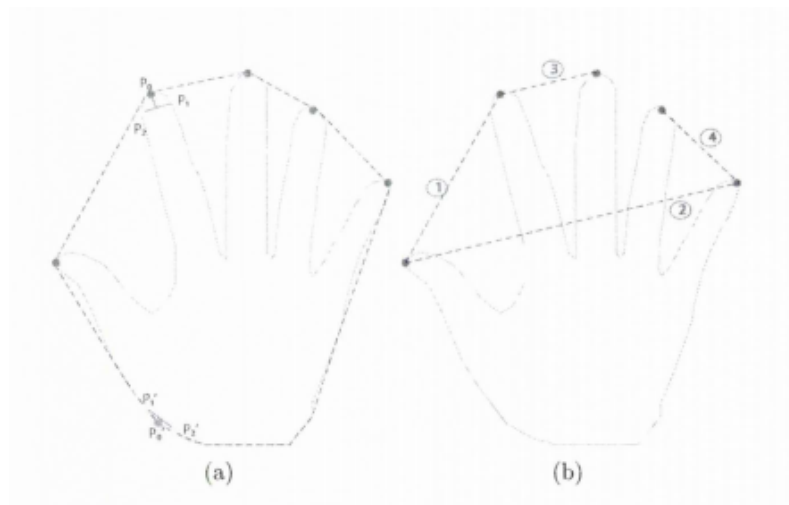 P₀
P₁
P₂
P₁'
P₀'
P₂'
(a)
③
④
①
②
(b)